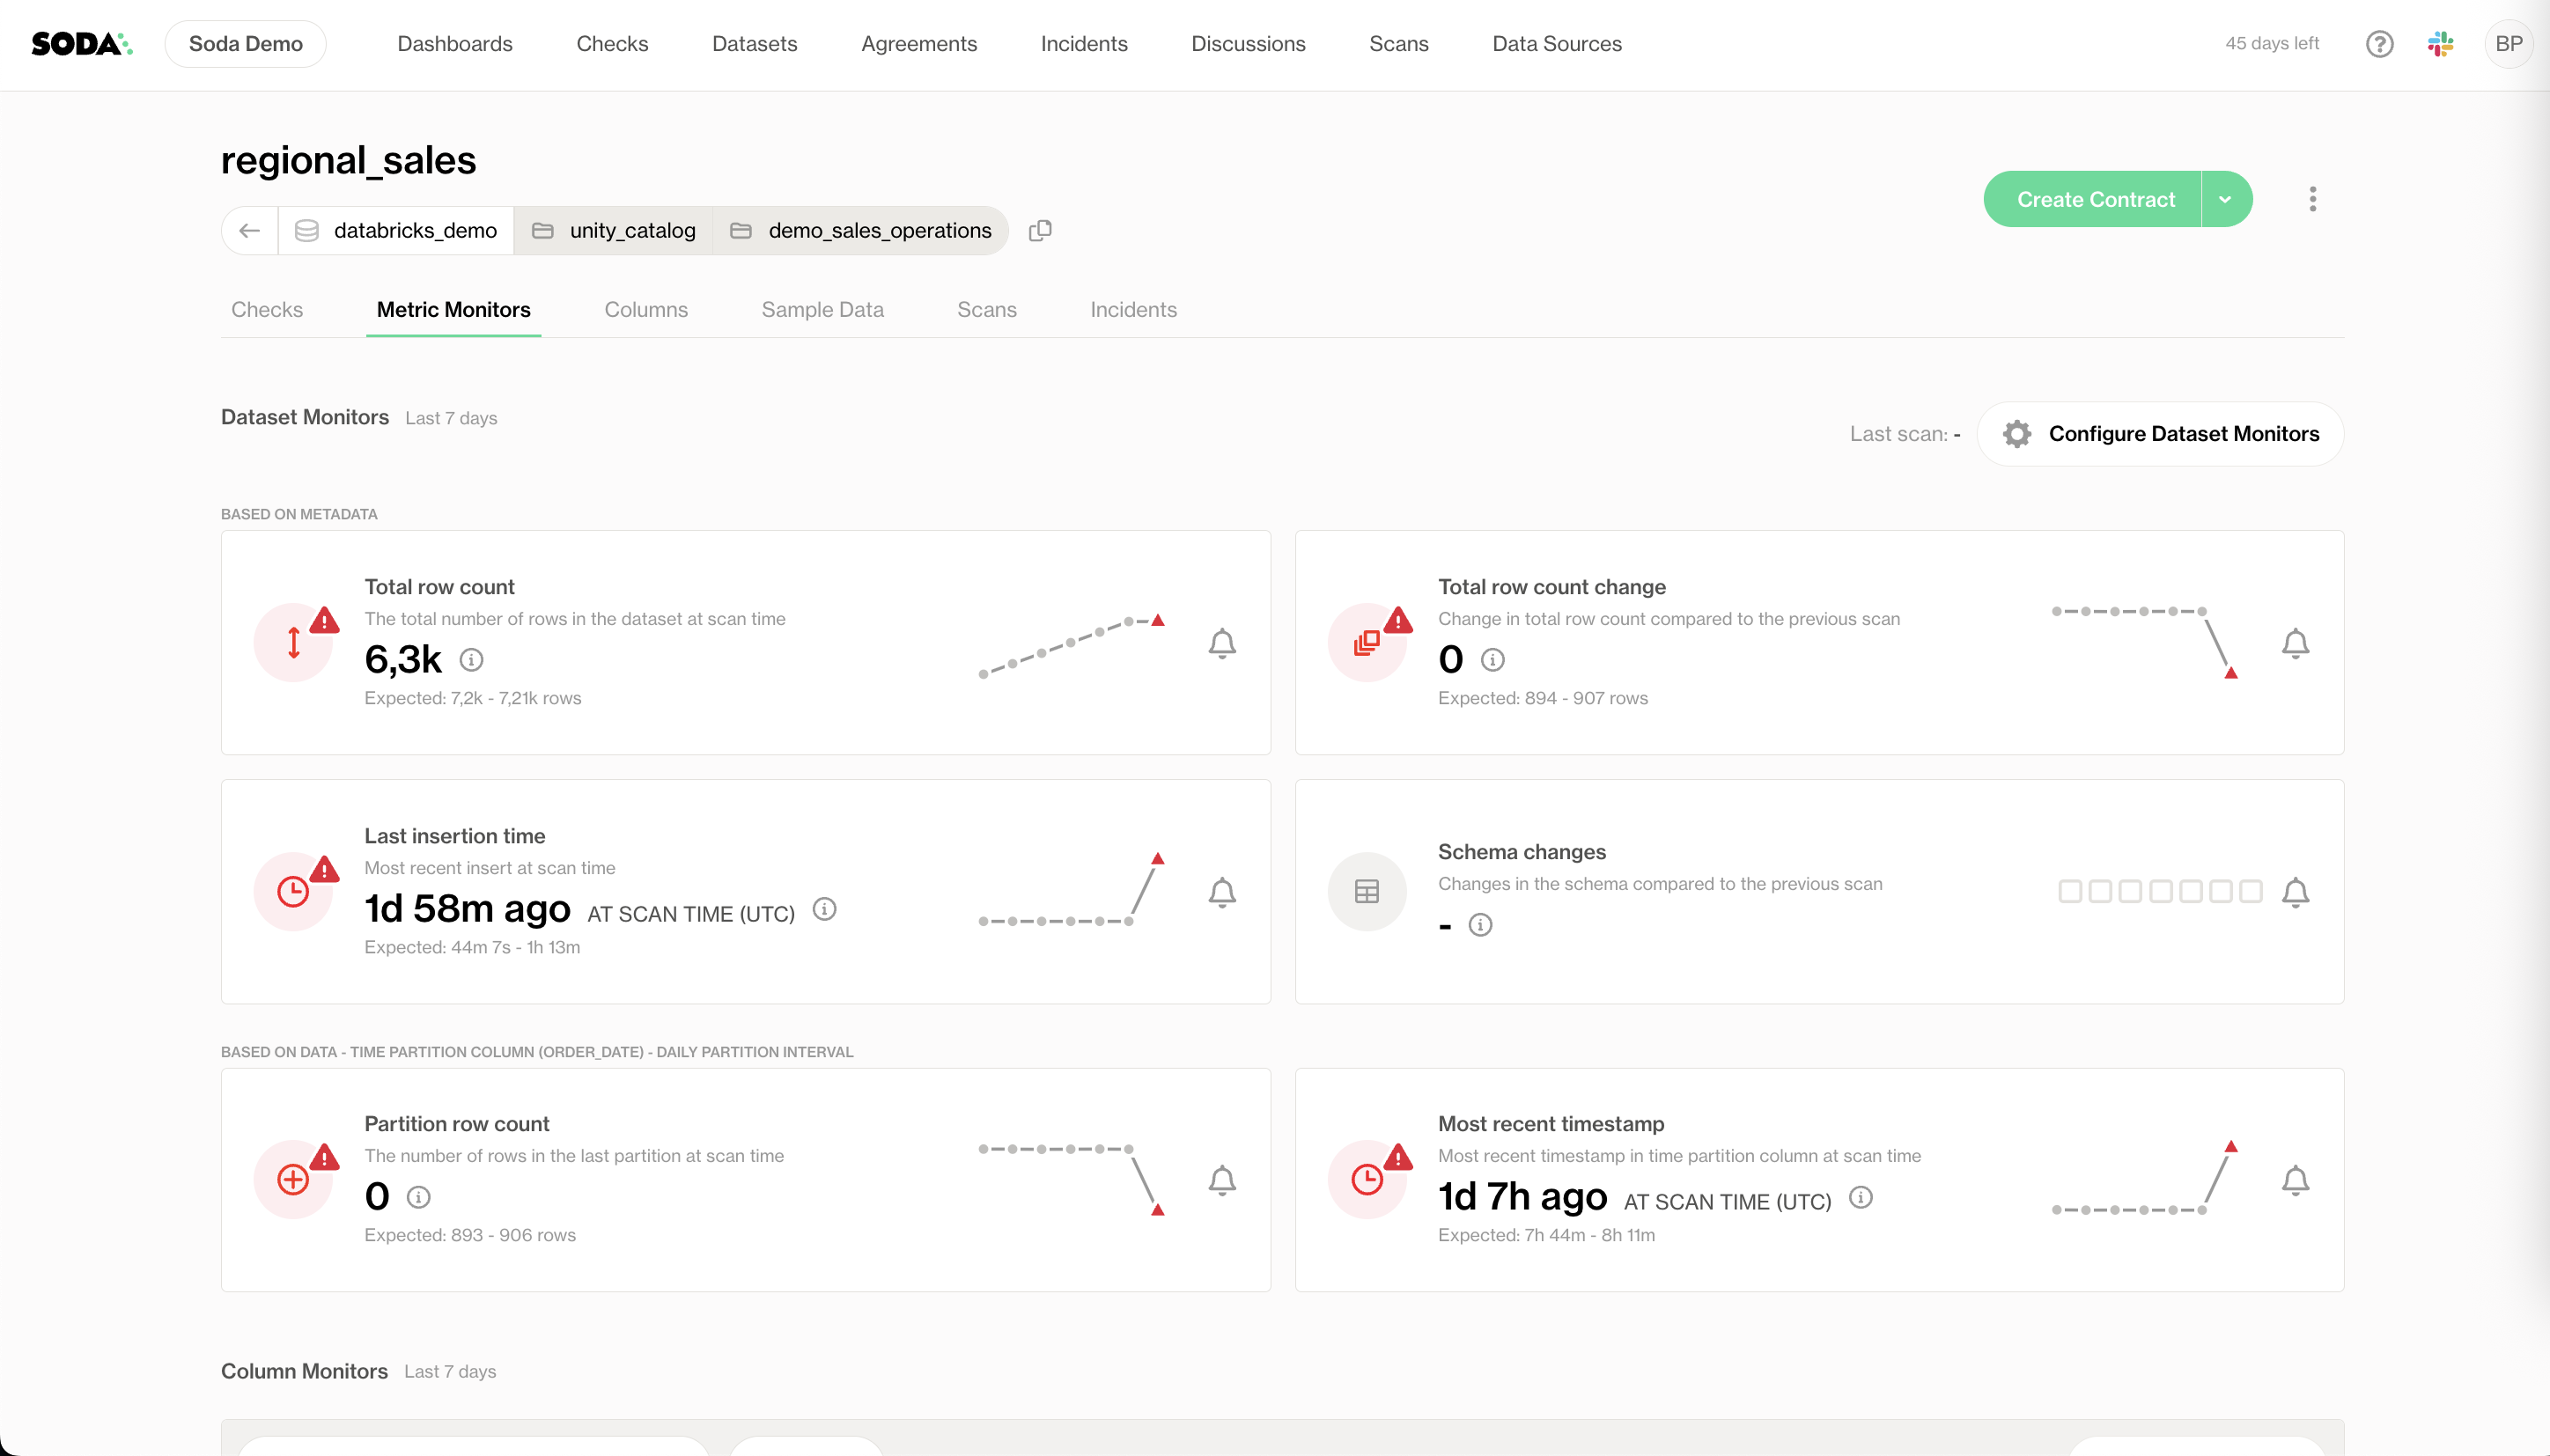 SODA
Soda Demo
Dashboards
Checks
Datasets
Agreements
Incidents
Discussions
Scans
Data Sources
45 days left
BP
regional_sales
databricks_demo
unity_catalog
demo_sales_operations
Create Contract
Checks
Metric Monitors
Columns
Sample Data
Scans
Incidents
Dataset Monitors Last 7 days
Last scan: -
Configure Dataset Monitors
BASED ON METADATA
Total row count
The total number of rows in the dataset at scan time
6,3k
Expected: 7,2k - 7,21k rows
Total row count change
Change in total row count compared to the previous scan
0
Expected: 894 - 907 rows
Last insertion time
Most recent insert at scan time
1d 58m ago AT SCAN TIME (UTC)
Expected: 44m 7s - 1h 13m
Schema changes
Changes in the schema compared to the previous scan
-
BASED ON DATA - TIME PARTITION COLUMN (ORDER_DATE) - DAILY PARTITION INTERVAL
Partition row count
The number of rows in the last partition at scan time
0
Expected: 893 - 906 rows
Most recent timestamp
Most recent timestamp in time partition column at scan time
1d 7h ago AT SCAN TIME (UTC)
Expected: 7h 44m - 8h 11m
Column Monitors Last 7 days